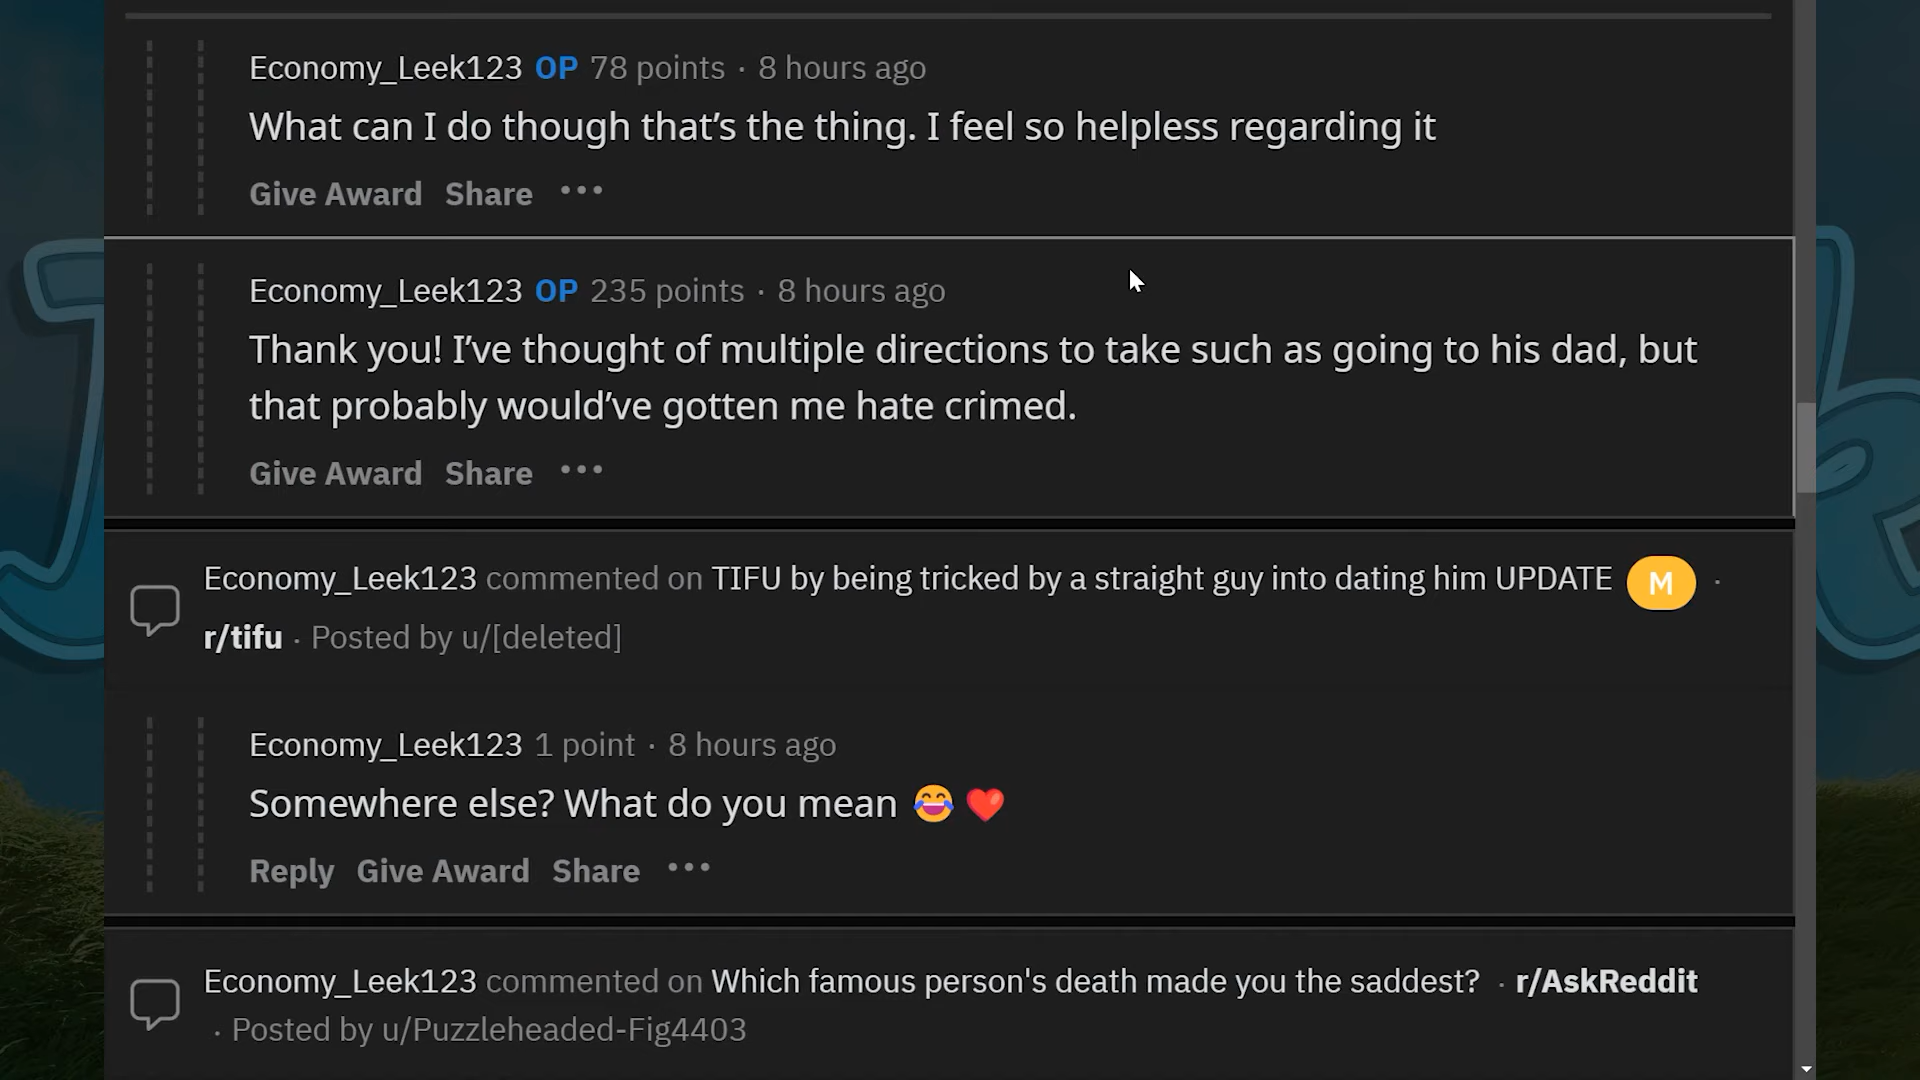 Economy_Leek123 OP 78 points · 8 hours ago
What can I do though that’s the thing. I feel so helpless regarding it
Give Award Share •••
Economy_Leek123 OP 235 points · 8 hours ago
Thank you! I’ve thought of multiple directions to take such as going to his dad, but
that probably would’ve gotten me hate crimed.
Give Award Share •••
Economy_Leek123 commented on TIFU by being tricked by a straight guy into dating him UPDATE M ·
r/tifu · Posted by u/[deleted]
Economy_Leek123 1 point · 8 hours ago
Somewhere else? What do you mean 😂 ❤️
Reply Give Award Share •••
Economy_Leek123 commented on Which famous person's death made you the saddest? · r/AskReddit
· Posted by u/Puzzleheaded-Fig4403